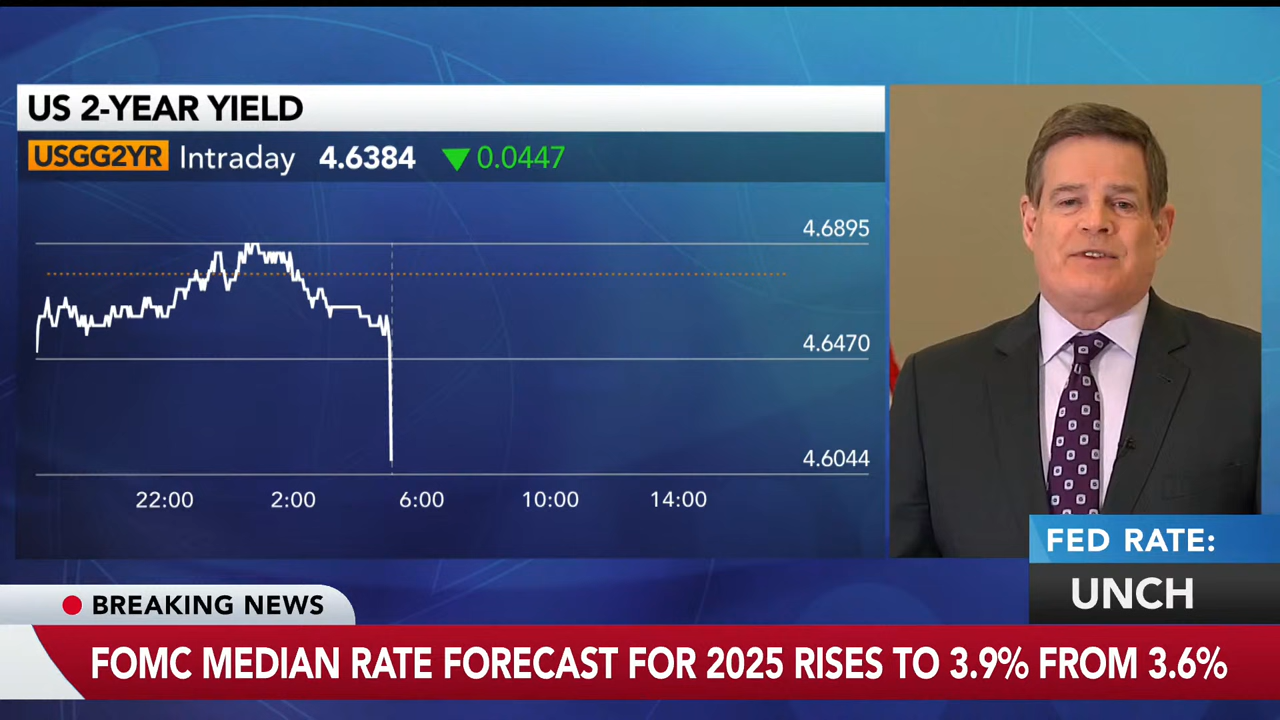 US 2-YEAR YIELD
USGG2YR Intraday 4.6384 ▼ 0.0447
4.6895
4.6470
4.6044
22:00 2:00 6:00 10:00 14:00
FED RATE:
UNCH
BREAKING NEWS
FOMC MEDIAN RATE FORECAST FOR 2025 RISES TO 3.9% FROM 3.6%